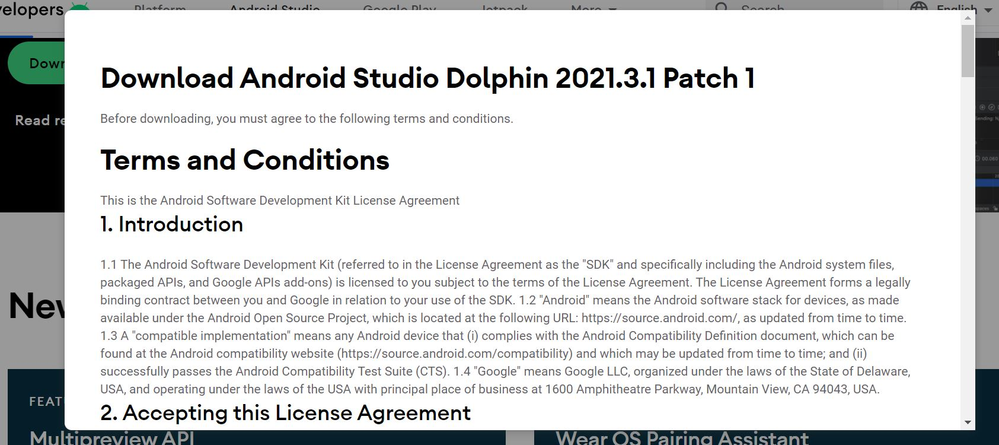 velopers Platform Android Studio Google Play Jetpack More Search English
Down
Download Android Studio Dolphin 2021.3.1 Patch 1
Read re
Before downloading, you must agree to the following terms and conditions.
Sending:
Terms and Conditions
00.060
This is the Android Software Development Kit License Agreement
1. Introduction
1.1 The Android Software Development Kit (referred to in the License Agreement as the "SDK" and specifically including the Android system files,
packaged APIs, and Google APIs add-ons) is licensed to you subject to the terms of the License Agreement. The License Agreement forms a legally
binding contract between you and Google in relation to your use of the SDK. 1.2 "Android" means the Android software stack for devices, as made
available under the Android Open Source Project, which is located at the following URL: https://source.android.com/, as updated from time to time.
1.3 A "compatible implementation" means any Android device that (i) complies with the Android Compatibility Definition document, which can be
found at the Android compatibility website (https://source.android.com/compatibility) and which may be updated from time to time; and (ii)
successfully passes the Android Compatibility Test Suite (CTS). 1.4 "Google" means Google LLC, organized under the laws of the State of Delaware,
USA, and operating under the laws of the USA with principal place of business at 1600 Amphitheatre Parkway, Mountain View, CA 94043, USA.
2. Accepting this License Agreement
New
FEAT
Multipreview API
Wear OS Pairing Assistant